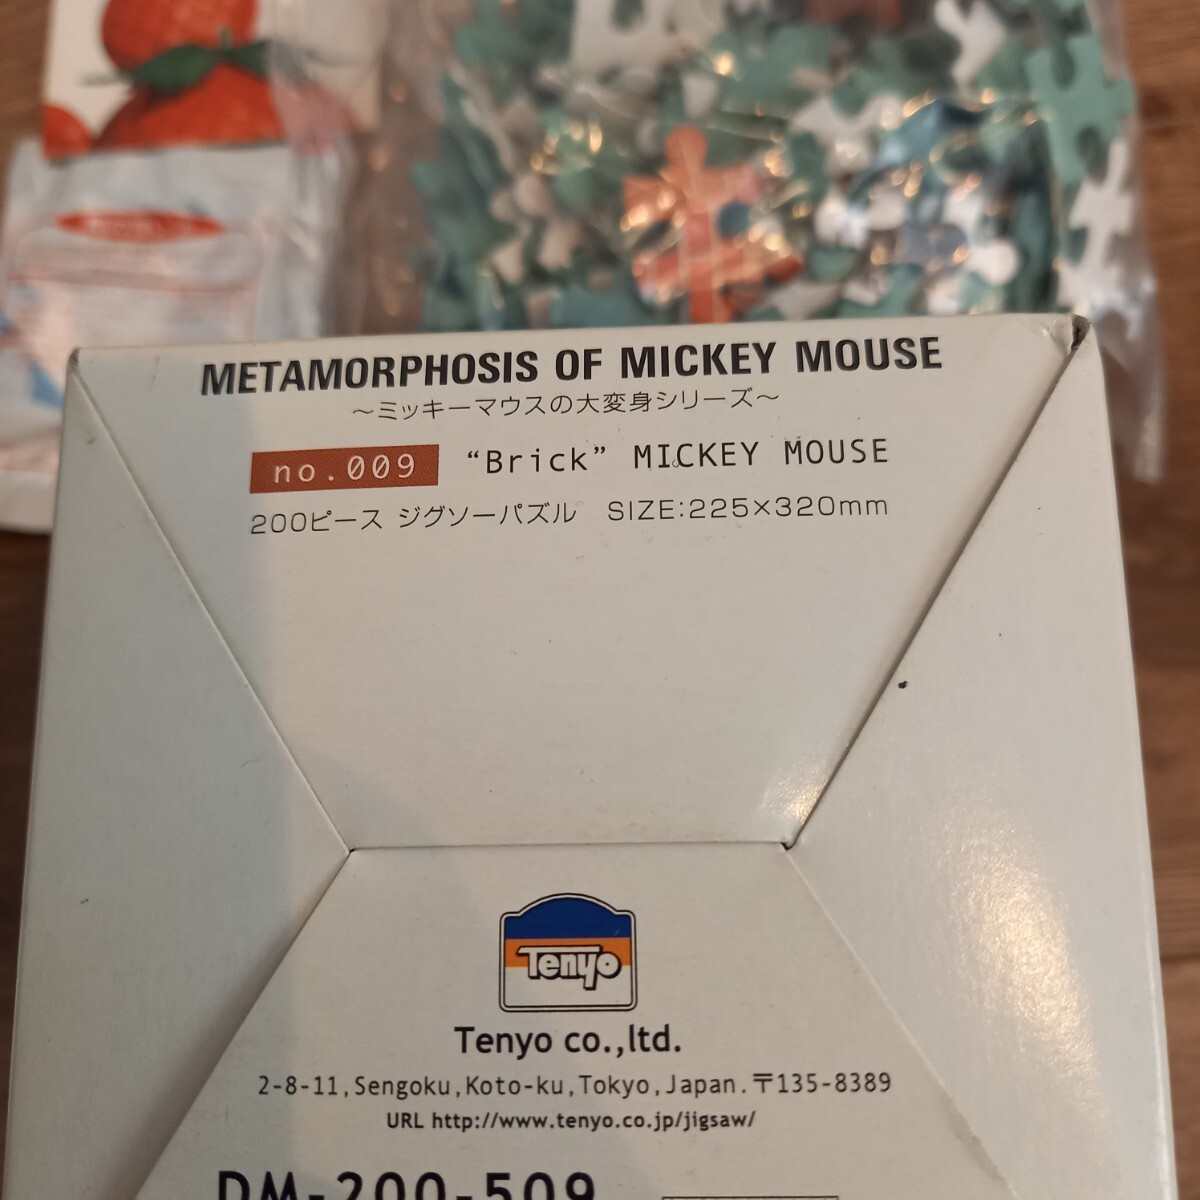 METAMORPHOSIS OF MICKEY MOUSE
～ミッキーマウスの大変身シリーズ～
no.009 “Brick” MICKEY MOUSE
200ピース ジグソーパズル SIZE:225×320mm
Tenyo
Tenyo co.,ltd.
2-8-11,Sengoku,Koto-ku,Tokyo,Japan.〒135-8389
URL http://www.tenyo.co.jp/jigsaw/
DM-200-509